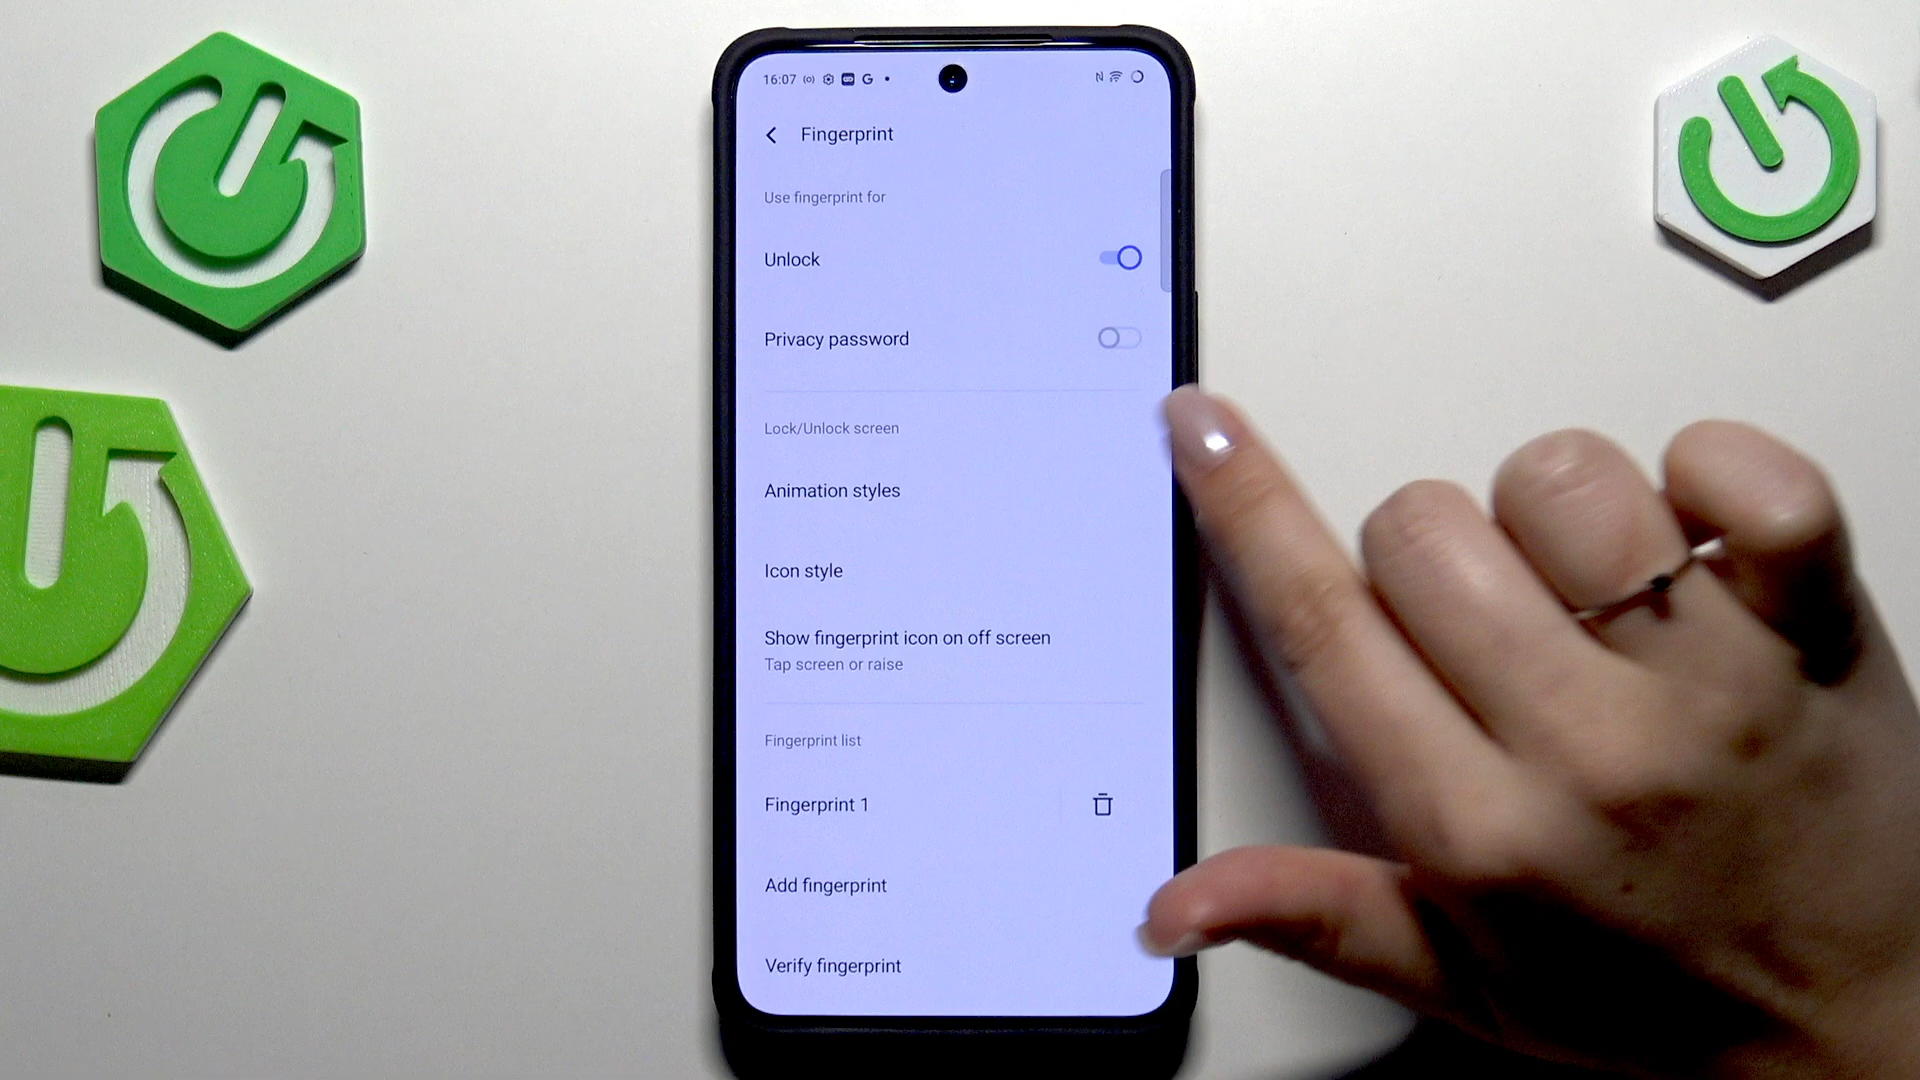 16:07
Fingerprint
Use fingerprint for
Unlock
Privacy password
Lock/Unlock screen
Animation styles
Icon style
Show fingerprint icon on off screen
Tap screen or raise
Fingerprint list
Fingerprint 1
Add fingerprint
Verify fingerprint